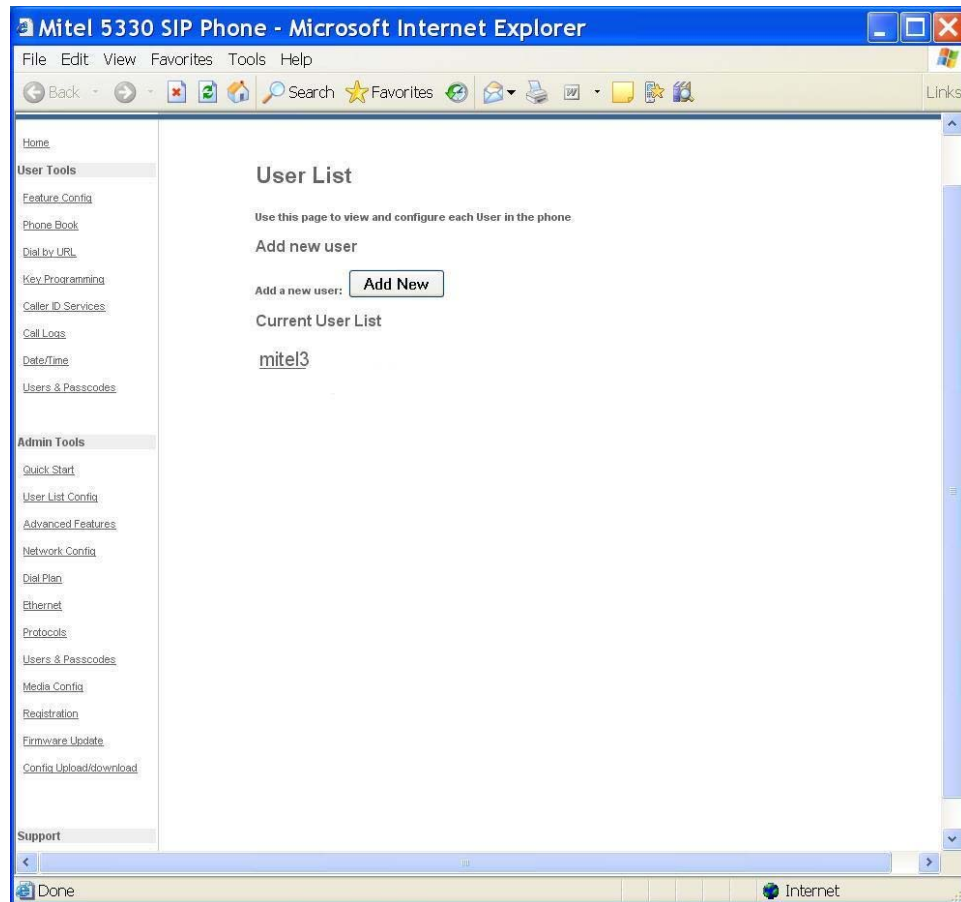 Mitel 5330 SIP Phone - Microsoft Internet Explorer
File Edit View Favorites Tools Help
Back Search Favorites Links
Home
User Tools
Feature Config
Phone Book
Dial by URL
Key Programming
Caller ID Services
Call Logs
Date/Time
Users & Passcodes
Admin Tools
Quick Start
User List Config
Advanced Features
Network Config
Dial Plan
Ethernet
Protocols
Users & Passcodes
Media Config
Registration
Firmware Update
Config Upload/download
Support
User List
Use this page to view and configure each User in the phone
Add new user
Add a new user: Add New
Current User List
mitel3
Done Internet